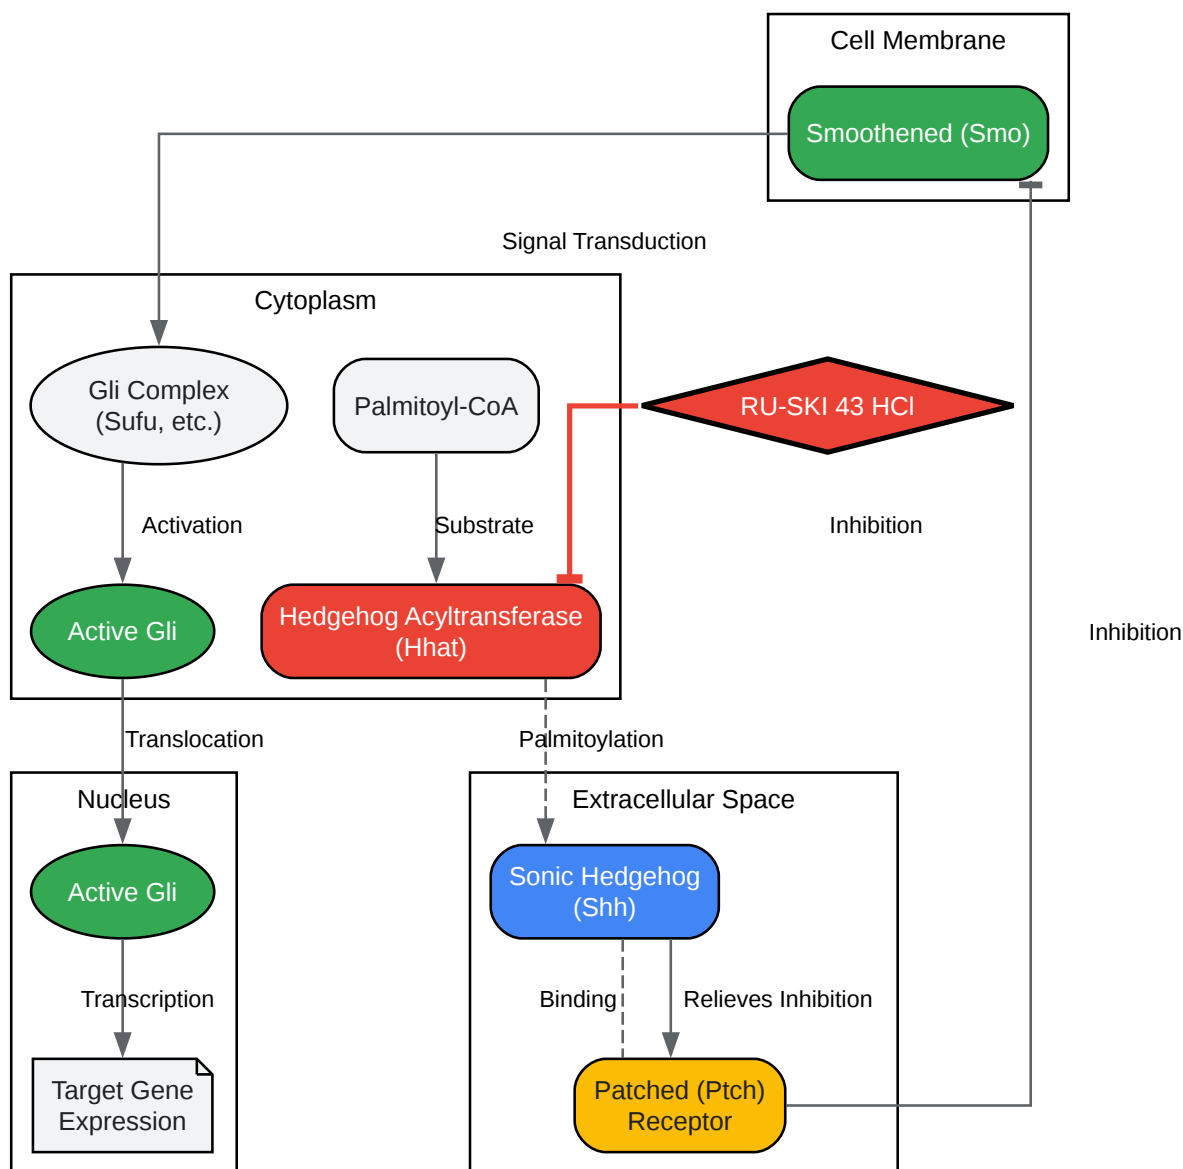 Cell Membrane
Smoothened (Smo)
Signal Transduction
Cytoplasm
Gli Complex
(Sufu, etc.)
Palmitoyl-CoA
RU-SKI 43 HCl
Activation
Substrate
Inhibition
Active Gli
Hedgehog Acyltransferase
(Hhat)
Inhibition
Translocation
Palmitoylation
Nucleus
Extracellular Space
Active Gli
Sonic Hedgehog
(Shh)
Transcription
Binding
Relieves Inhibition
Target Gene
Expression
Patched (Ptch)
Receptor